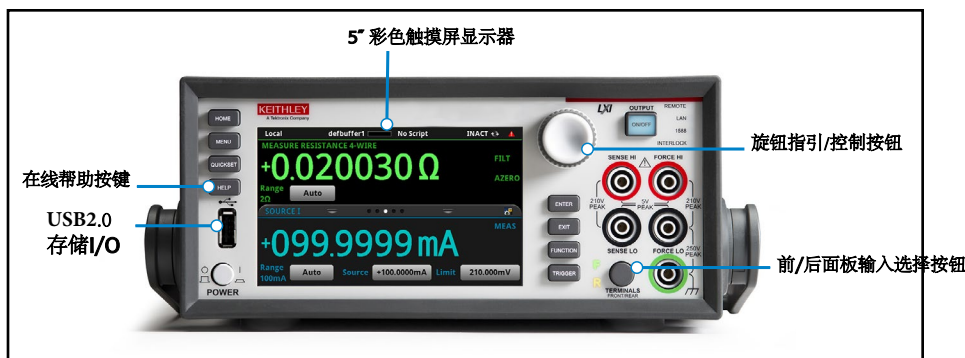 5″ 彩色触摸屏显示器
KEITHLEY
A Tektronix Company
HOME
MENU
QUICKSET
HELP
在线帮助按键
USB2.0
存储I/O
POWER
Local defbuffer1 No Script INACT
MEASURE RESISTANCE 4-WIRE
+0.020030 Ω
FILT
AZERO
Range Auto
2Ω
SOURCE I
MEAS
+099.9999 mA
Range Auto Source +100.0000mA Limit 210.000mV
100mA
ENTER
EXIT
FUNCTION
TRIGGER
LXI
OUTPUT
ON/OFF
REMOTE
LAN
1588
INTERLOCK
旋钮指引/控制按钮
SENSE HI FORCE HI
210V PEAK
5V PEAK
210V PEAK
SENSE LO FORCE LO
250V PEAK
F
R
TERMINALS
FRONT/REAR
前/后面板输入选择按钮